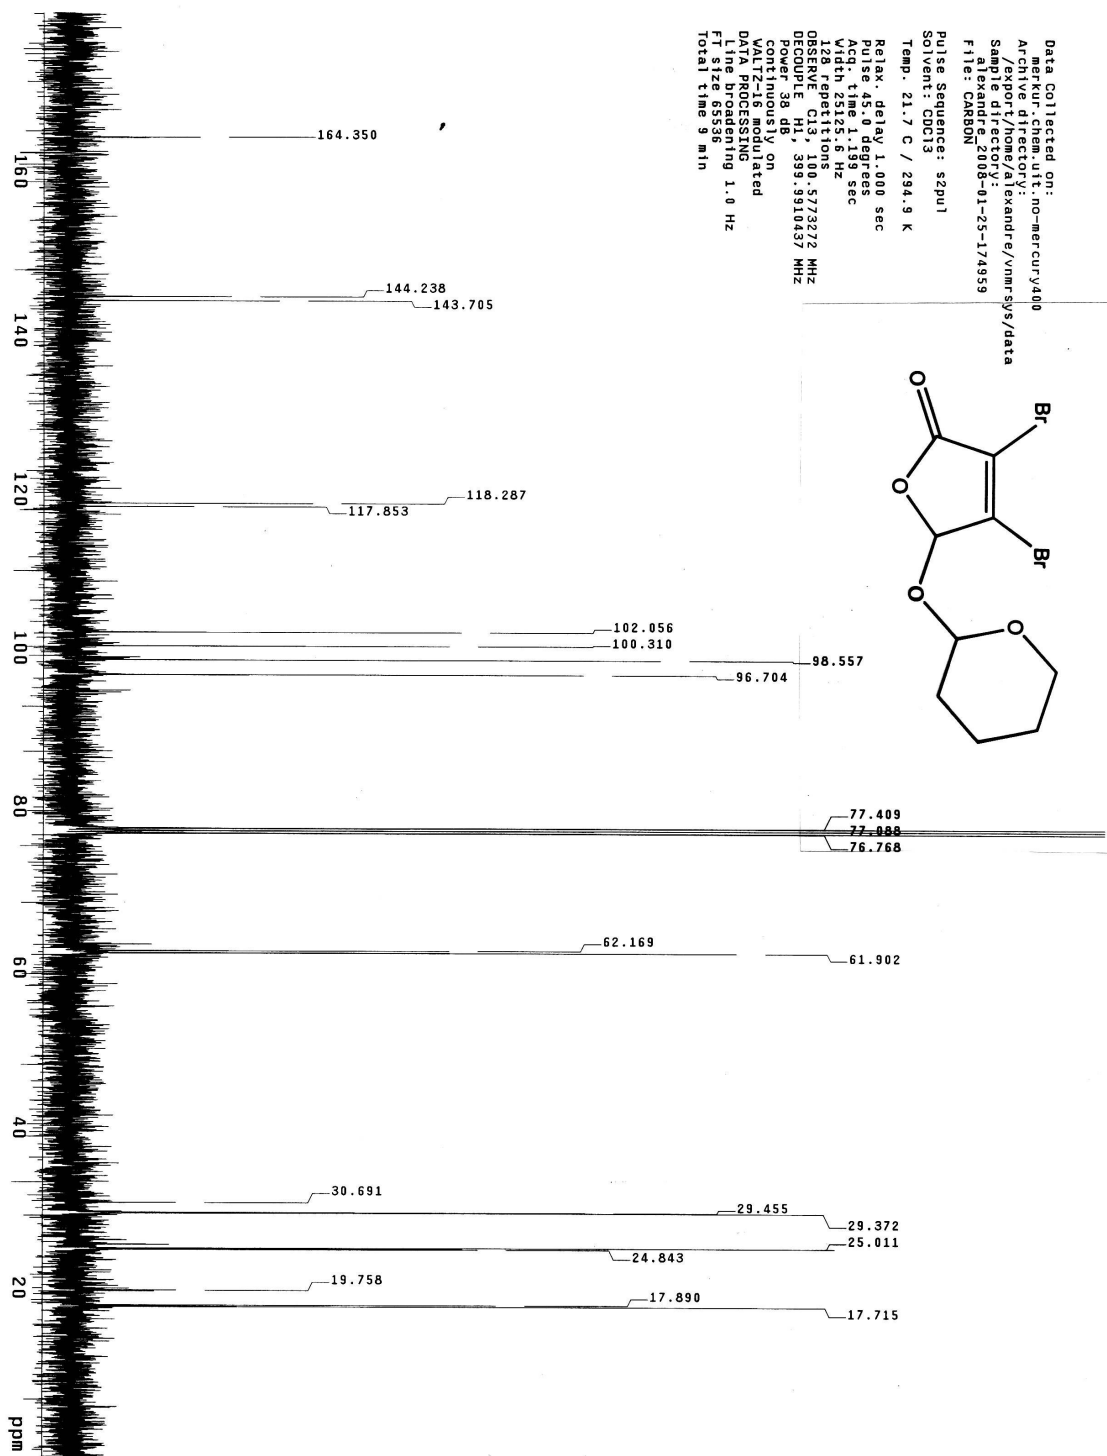 Data Collected on:
merkur.chem.uit.no-mercury400
Archive directory:
/export/home/alexandre/vnmrsys/data
Sample directory:
alexandre_2008-01-25-174959
File: CARBON
Pulse Sequence: s2pul
Solvent: CDCl3
Temp. 21.7 C / 294.9 K
Relax. delay 1.000 sec
Pulse 45.0 degrees
Acq. time 1.199 sec
Width 25125.6 Hz
128 repetitions
OBSERVE C13, 100.5773272 MHz
DECOUPLE H1, 399.9910437 MHz
Power 38 dB
continuously on
WALTZ-16 modulated
DATA PROCESSING
Line broadening 1.0 Hz
FT size 65536
Total time 9 min
O
Br
O
Br
O
O
164.350
144.238
143.705
118.287
117.853
102.056
100.310
98.557
96.704
77.409
77.088
76.768
62.169
61.902
30.691
29.455
29.372
25.011
24.843
19.758
17.890
17.715
160
140
120
100
80
60
40
20
ppm